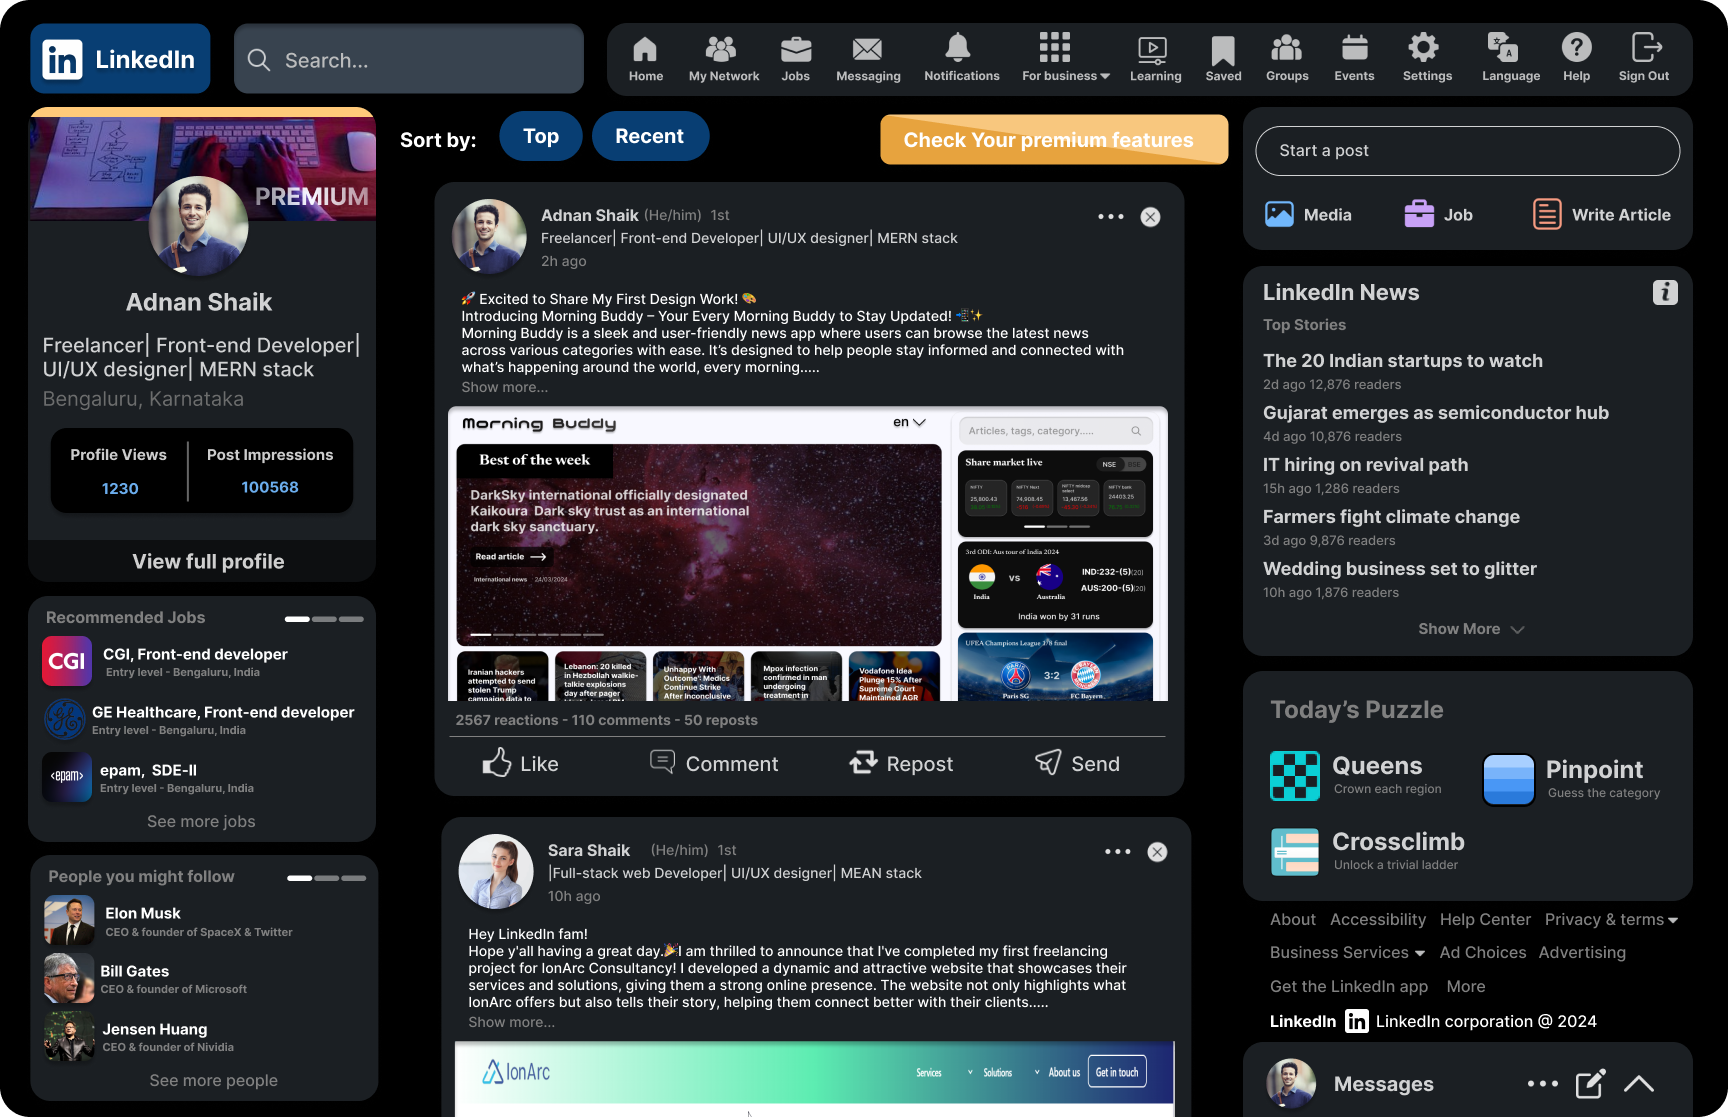 in LinkedIn
Search...
Home
My Network
Jobs
Messaging
Notifications
For business
Learning
Saved
Groups
Events
Settings
Language
Help
Sign Out
PREMIUM
Adnan Shaik
Freelancer| Front-end Developer|
UI/UX designer| MERN stack
Bengaluru, Karnataka
Profile Views
1230
Post Impressions
100568
View full profile
Recommended Jobs
CGI
CGI, Front-end developer
Entry level - Bengaluru, India
GE Healthcare, Front-end developer
Entry level - Bengaluru, India
<epam>
epam, SDE-II
Entry level - Bengaluru, India
See more jobs
People you might follow
Elon Musk
CEO & founder of SpaceX & Twitter
Bill Gates
CEO & founder of Microsoft
Jensen Huang
CEO & founder of Nividia
See more people
Sort by:
Top
Recent
Check Your premium features
Adnan Shaik (He/him) 1st
Freelancer| Front-end Developer| UI/UX designer| MERN stack
2h ago
🚀 Excited to Share My First Design Work! 🎨
Introducing Morning Buddy – Your Every Morning Buddy to Stay Updated! 📲✨
Morning Buddy is a sleek and user-friendly news app where users can browse the latest news
across various categories with ease. It's designed to help people stay informed and connected with
what's happening around the world, every morning.....
Show more...
Morning Buddy
en
Best of the week
DarkSky international officially designated
Kaikoura Dark sky trust as an international
dark sky sanctuary.
Read article
International news 24/03/2024
Iranian hackers
attempted to send
stolen Trump
campaign data to
Lebanon: 20 killed
in Hezbollah walkie-
talkie explosions
day after pager
Unhappy With
Outcome': Medics
Continue Strike
After Inconclusive
Mpox infection
confirmed in man
undergoing
treatment in
Vodafone Idea
Plunge 15% After
Supreme Court
Maintained AGR
Articles, tags, category.....
Share market live
NSE
BSE
NIFTY
25,800.43
NIFTY Next
74,908.45
NIFTY midcap
select
13,467.56
NIFTY bank
24403.25
3rd ODI: Aus tour of India 2024
India
VS
Australia
IND:232-(5)(20)
AUS:200-(5)(20)
India won by 31 runs
UFEA Champions League 1/8 final
Paris SG
3:2
FC Bayern
2567 reactions - 110 comments - 50 reposts
Like
Comment
Repost
Send
Sara Shaik (He/him) 1st
|Full-stack web Developer| UI/UX designer| MEAN stack
10h ago
Hey LinkedIn fam!
Hope y'all having a great day.🎉I am thrilled to announce that I've completed my first freelancing
project for IonArc Consultancy! I developed a dynamic and attractive website that showcases their
services and solutions, giving them a strong online presence. The website not only highlights what
IonArc offers but also tells their story, helping them connect better with their clients.....
Show more...
IonArc
Services
Solutions
About us
Get in touch
Start a post
Media
Job
Write Article
LinkedIn News
i
Top Stories
The 20 Indian startups to watch
2d ago 12,876 readers
Gujarat emerges as semiconductor hub
4d ago 10,876 readers
IT hiring on revival path
15h ago 1,286 readers
Farmers fight climate change
3d ago 9,876 readers
Wedding business set to glitter
10h ago 1,876 readers
Show More
Today's Puzzle
Queens
Crown each region
Pinpoint
Guess the category
Crossclimb
Unlock a trivial ladder
About Accessibility Help Center Privacy & terms
Business Services Ad Choices Advertising
Get the LinkedIn app More
LinkedIn in LinkedIn corporation @ 2024
Messages